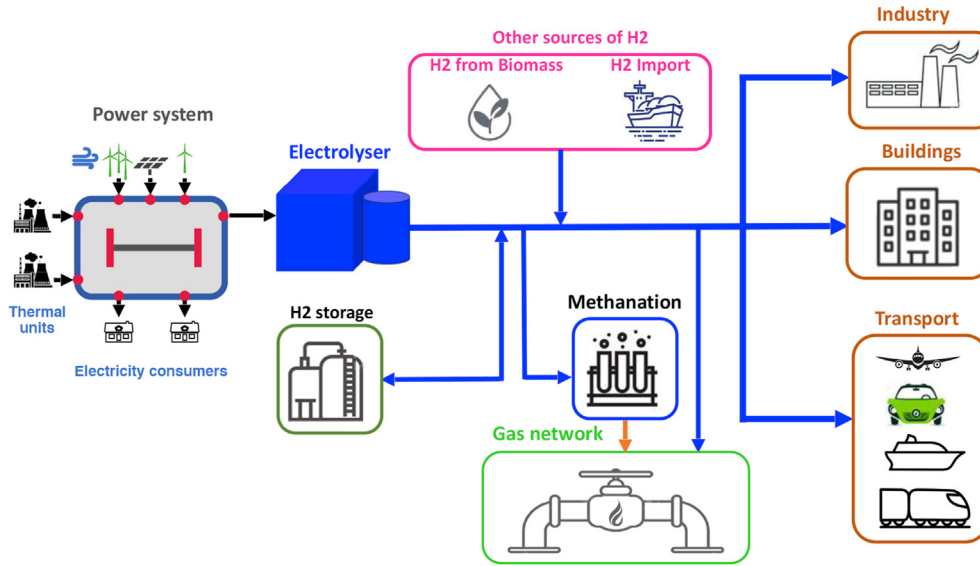 Industry
Other sources of H2
H2 from Biomass
H2 Import
Power system
Electrolyser
Buildings
Thermal
units
H2 storage
Methanation
Transport
Electricity consumers
Gas network